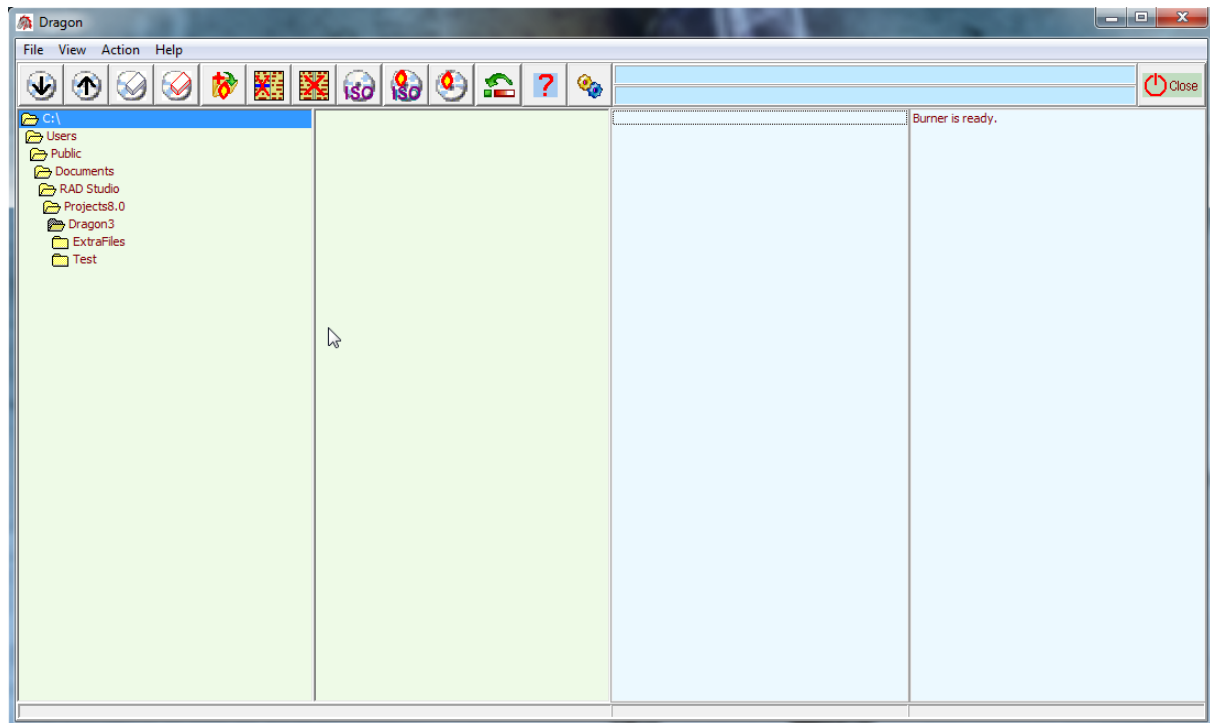 Dragon
File View Action Help
ISO ISO ? Close
C:\ Burner is ready.
Users
Public
Documents
RAD Studio
Projects8.0
Dragon3
ExtraFiles
Test